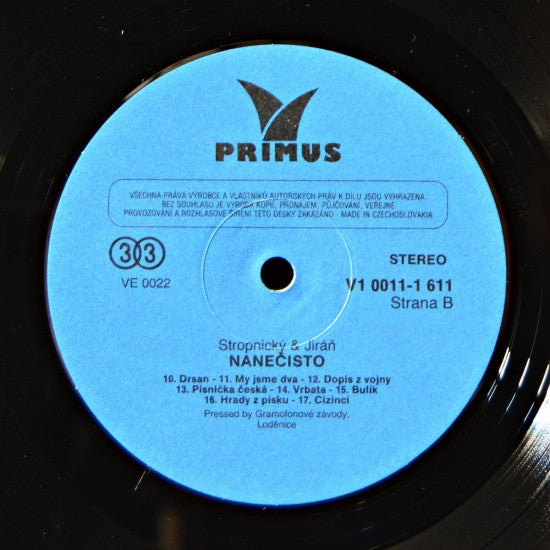 PRIMUS
VŠECHNA PRÁVA VÝROBCE A VLASTNÍKŮ AUTORSKÝCH PRÁV K DÍLU JSOU VYHRAZENA.
BEZ SOUHLASU JE VÝROBA KOPIÍ, PRONÁJEM, PŮJČOVÁNÍ, VEŘEJNÉ
PROVOZOVÁNÍ A ROZHLASOVÉ ŠÍŘENÍ TÉTO DESKY ZAKÁZÁNO - MADE IN CZECHOSLOVAKIA
33
STEREO
VE 0022
V1 0011-1 611
Strana B
Stropnický & Jiráň
NANEČISTO
10. Drsan - 11. My jsme dva - 12. Dopis z vojny
13. Písnička česká - 14. Vrbata - 15. Bulík
16. Hrady z písku - 17. Cizinci
Pressed by Gramofonové závody,
Loděnice